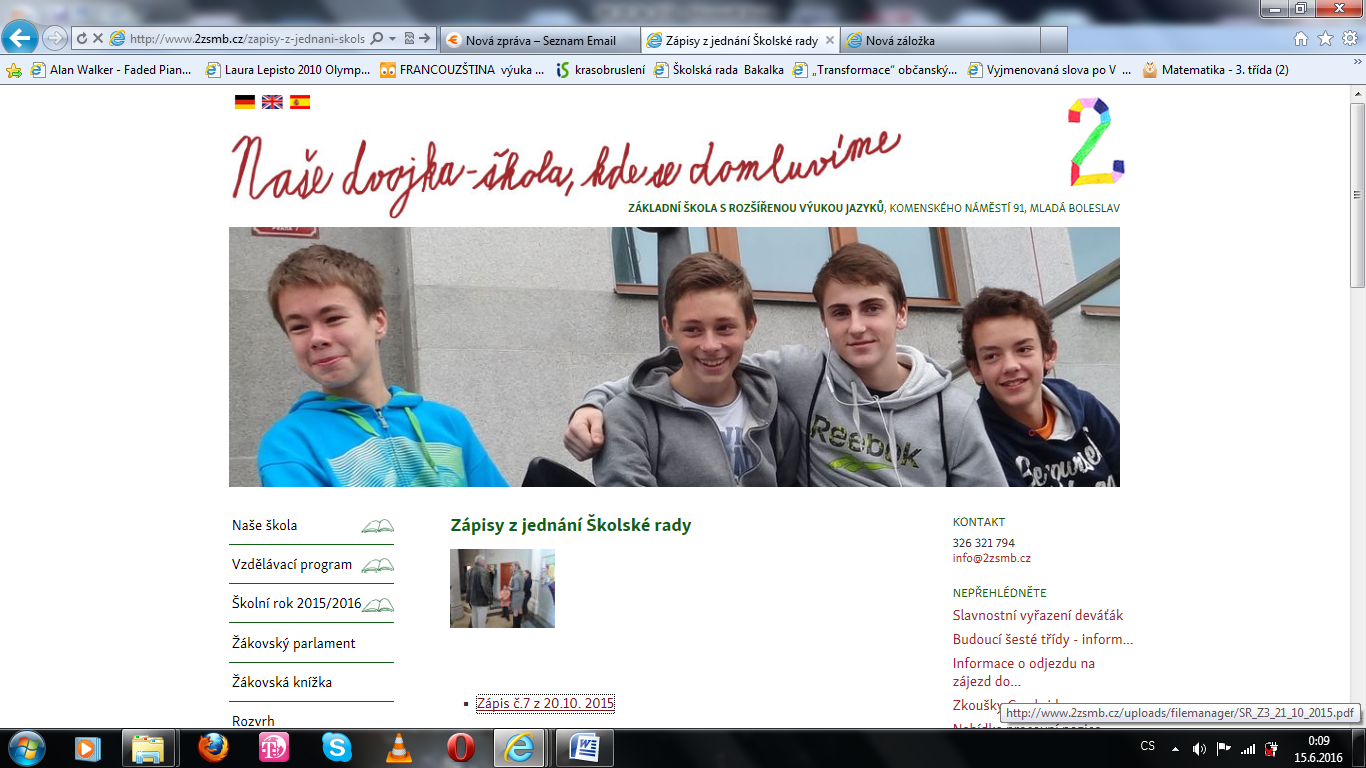 http://www.2zsmb.cz/zapisy-z-jednani-skols
Nová zpráva – Seznam Email
Zápisy z jednání Školské rady
Nová záložka
Alan Walker - Faded Pian...
Laura Lepisto 2010 Olymp...
FRANCOUZŠTINA výuka ...
krasobruslení
Školská rada Bakalka
„Transformace“ občanský...
Vyjmenovaná slova po V ...
Matematika - 3. třída (2)
Naše dvojka-škola, kde se domluvíme
2
ZÁKLADNÍ ŠKOLA S ROZŠÍŘENOU VÝUKOU JAZYKŮ, KOMENSKÉHO NÁMĚSTÍ 91, MLADÁ BOLESLAV
Reebok
Naše škola
Vzdělávací program
Školní rok 2015/2016
Žákovský parlament
Žákovská knížka
Rozvrh
Zápisy z jednání Školské rady
Zápis č.7 z 20.10. 2015
KONTAKT
326 321 794
info@2zsmb.cz
NEPŘEHLÉDNĚTE
Slavnostní vyřazení deváťák
Budoucí šesté třídy - inform...
Informace o odjezdu na
zájezd do...
Zkoušky
http://www.2zsmb.cz/uploads/filemanager/SR_Z3_21_10_2015.pdf
CS
0:09
15.6.2016